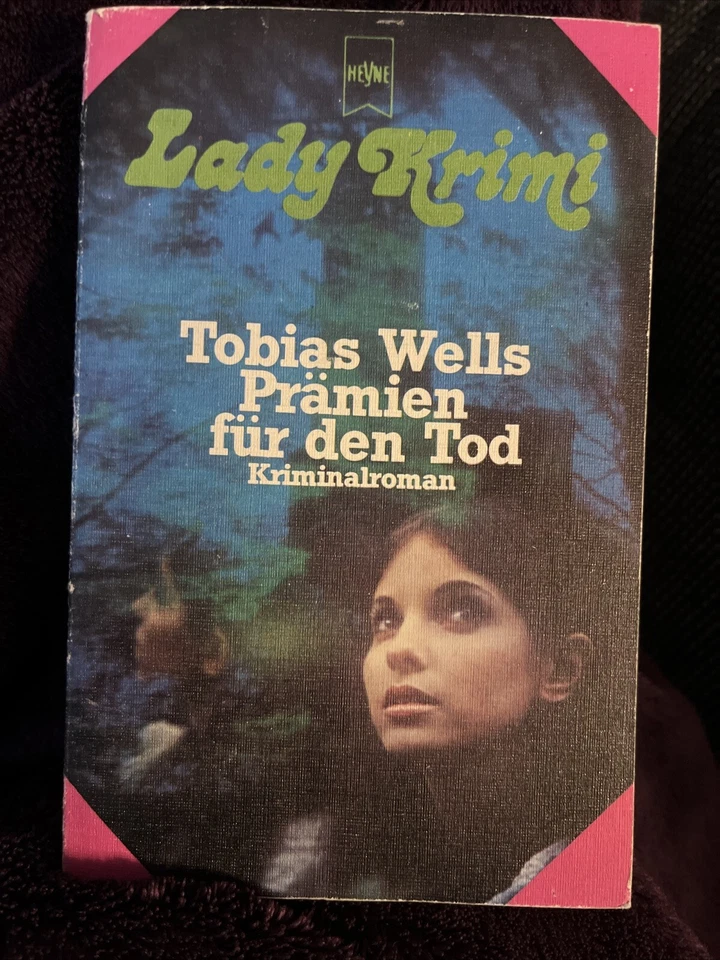 HEYNE
Lady Krimi
Tobias Wells
Prämien
für den Tod
Kriminalroman